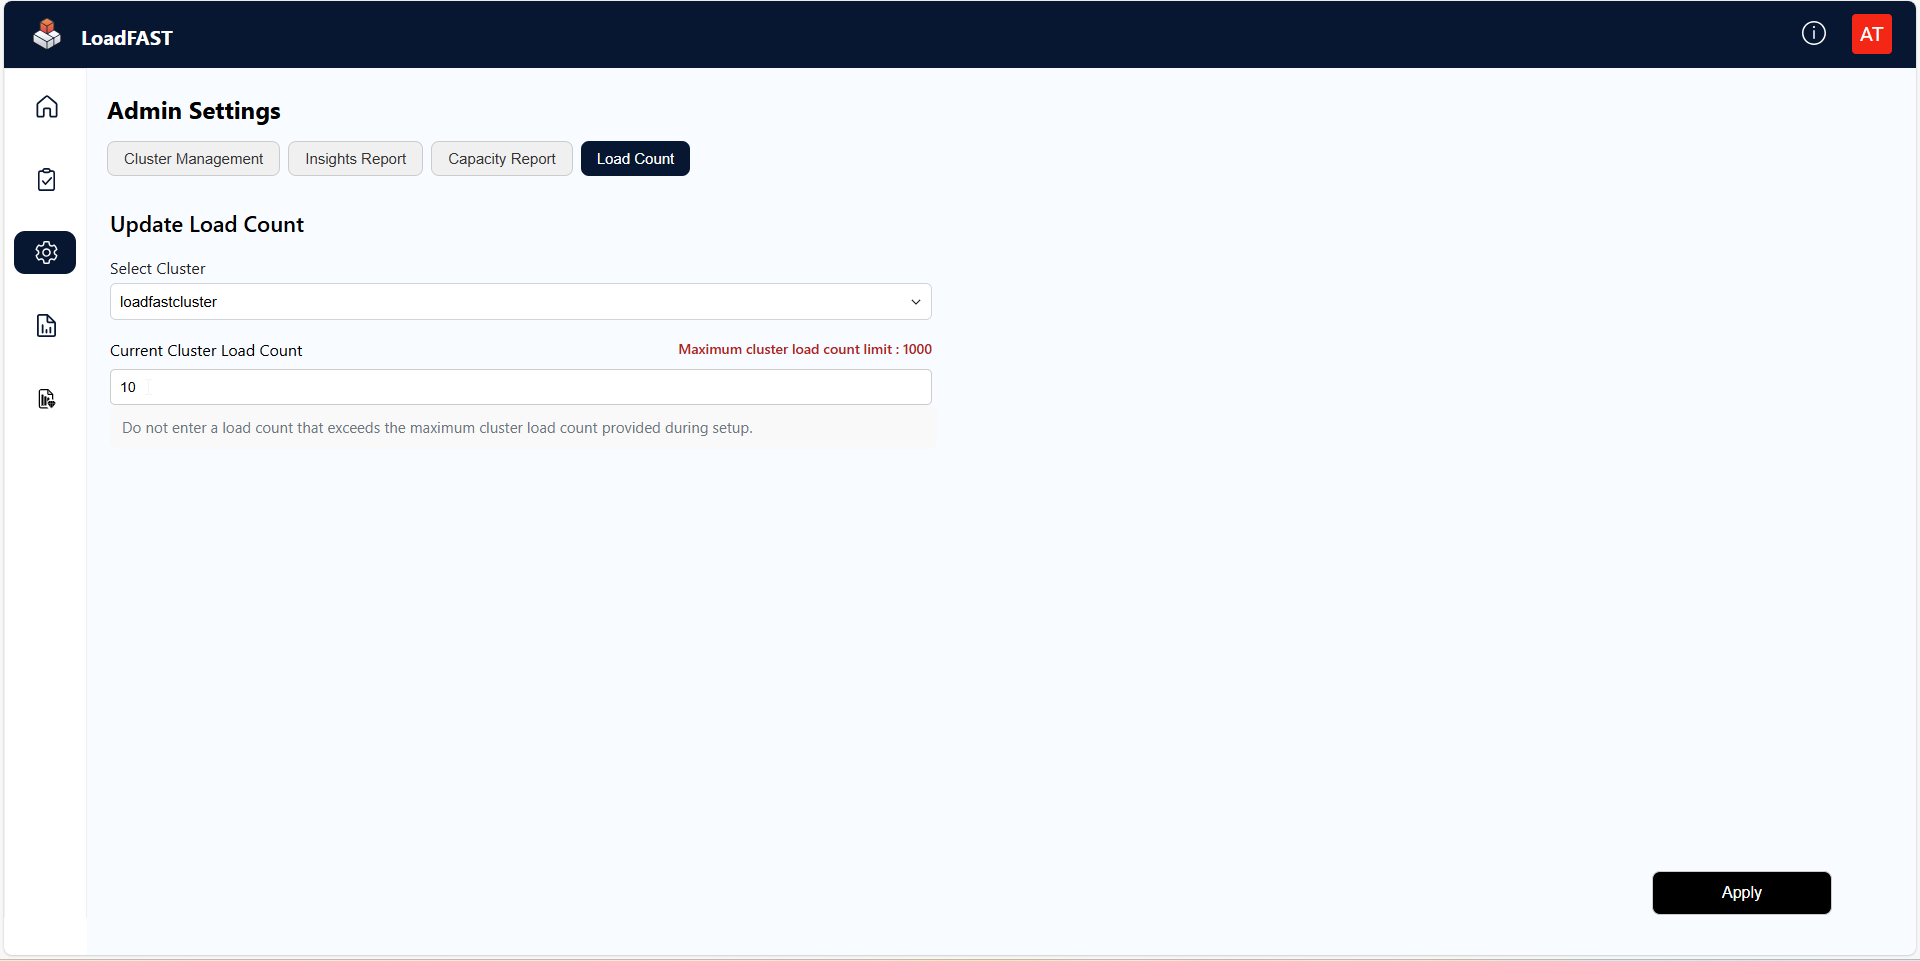 LoadFAST
AT
Admin Settings
Cluster Management
Insights Report
Capacity Report
Load Count
Update Load Count
Select Cluster
loadfastcluster
Current Cluster Load Count
Maximum cluster load count limit : 1000
10
Do not enter a load count that exceeds the maximum cluster load count provided during setup.
Apply